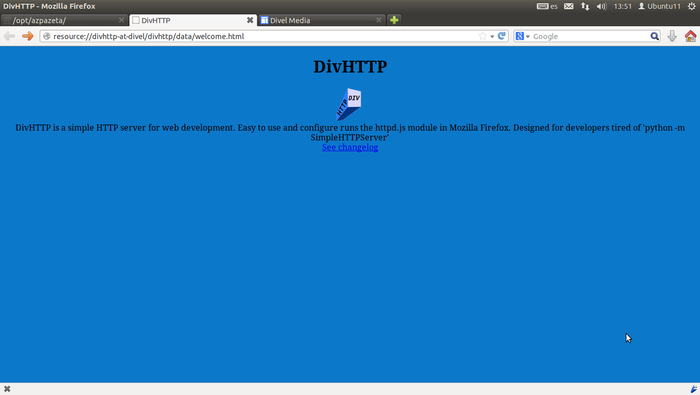 DivHTTP - Mozilla Firefox
es
13:51
Ubuntu11
/opt/azpazeta/
DivHTTP
Divel Media
resource://divhttp-at-divel/divhttp/data/welcome.html
Google
DivHTTP
HTTP DIV
DivHTTP is a simple HTTP server for web development. Easy to use and configure runs the httpd.js module in Mozilla Firefox. Designed for developers tired of 'python -m
SimpleHTTPServer'
See changelog